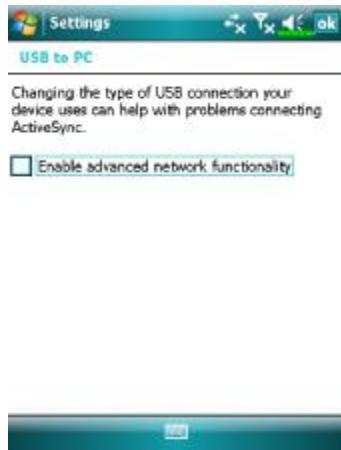 Settings
ok
USB to PC
Changing the type of USB connection your
device uses can help with problems connecting
ActiveSync.
Enable advanced network functionality